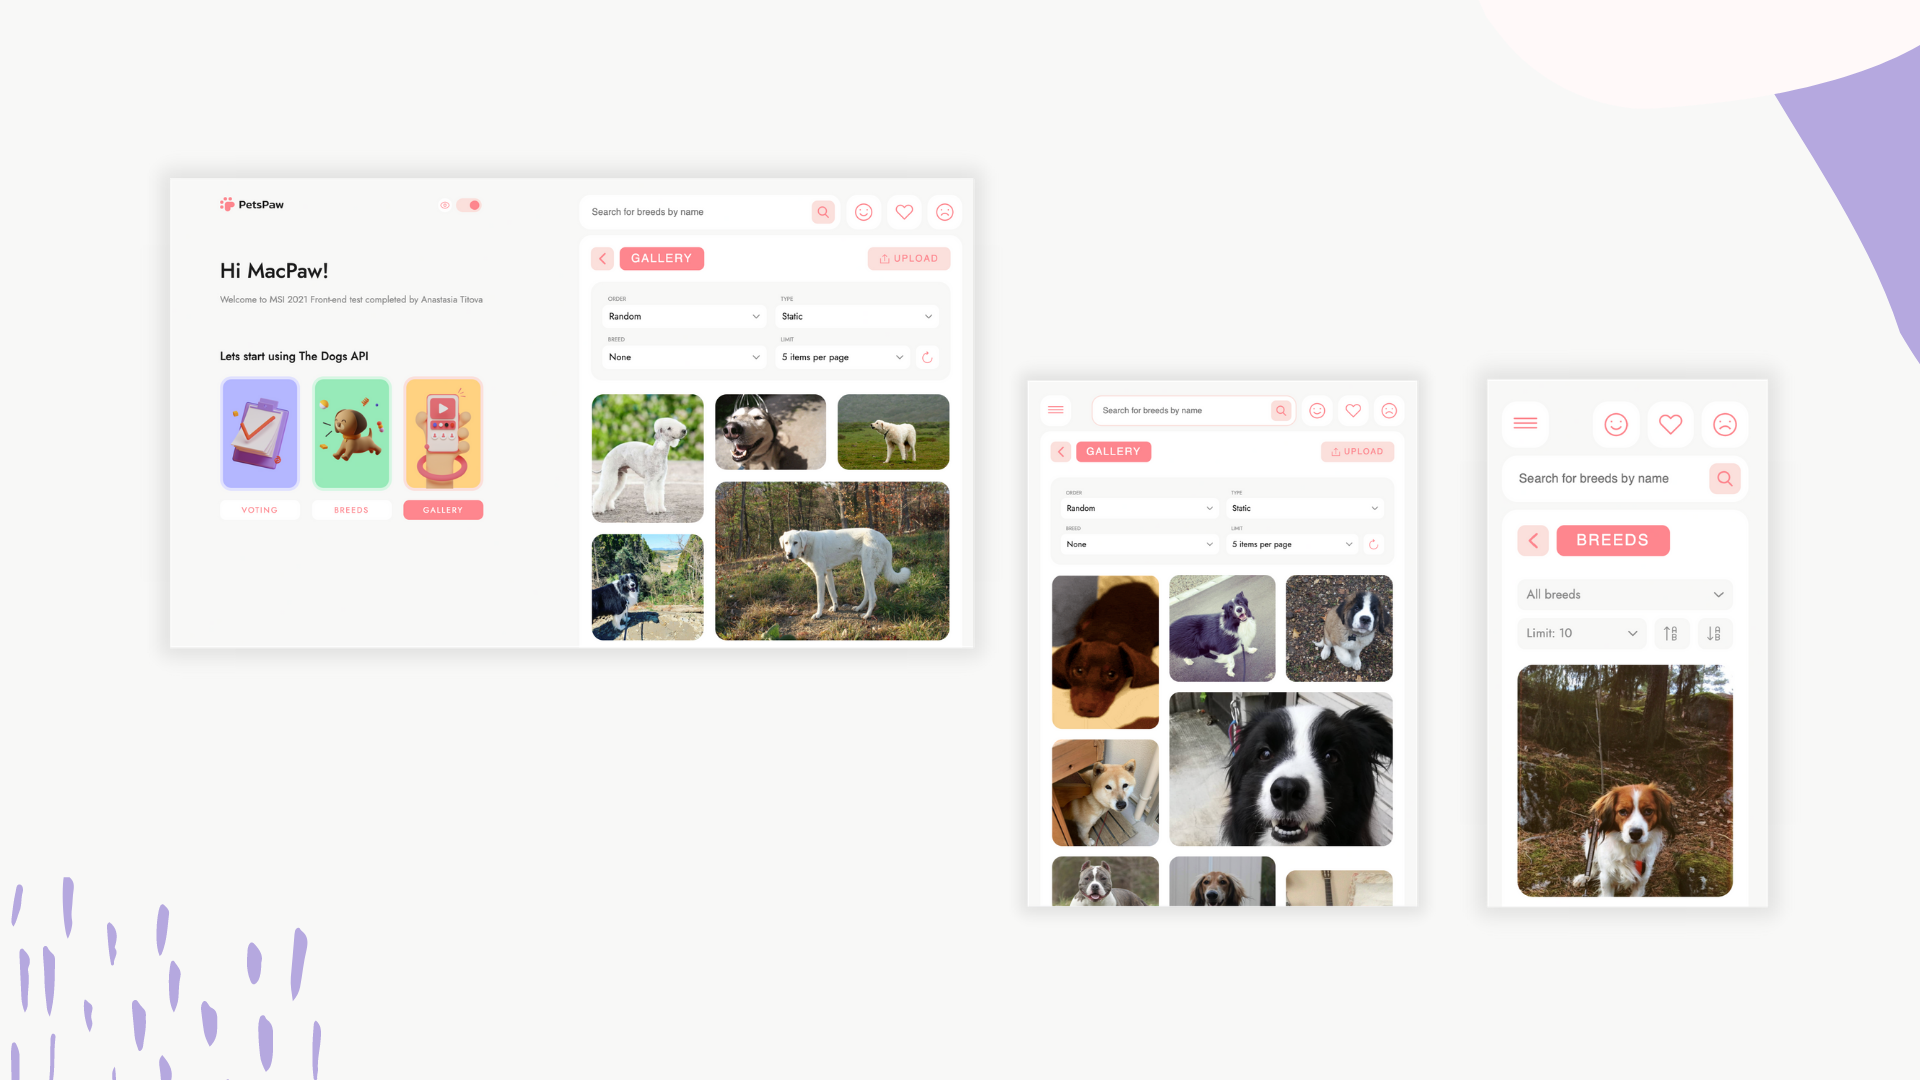 PetsPaw
Hi MacPaw!
Welcome to MSI 2021 Front-end test completed by Anastasia Titova
Lets start using The Dogs API
VOTING
BREEDS
GALLERY
Search for breeds by name
GALLERY
UPLOAD
ORDER
TYPE
Random
Static
BREED
LIMIT
None
5 items per page
Search for breeds by name
GALLERY
UPLOAD
ORDER
TYPE
Random
Static
BREED
LIMIT
None
5 items per page
Search for breeds by name
BREEDS
All breeds
Limit: 10
AB
AB